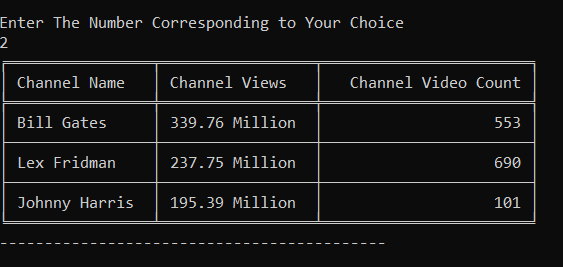 Enter The Number Corresponding to Your Choice
2
Channel Name Channel Views Channel Video Count
Bill Gates 339.76 Million 553
Lex Fridman 237.75 Million 690
Johnny Harris 195.39 Million 101
-------------------------------------------